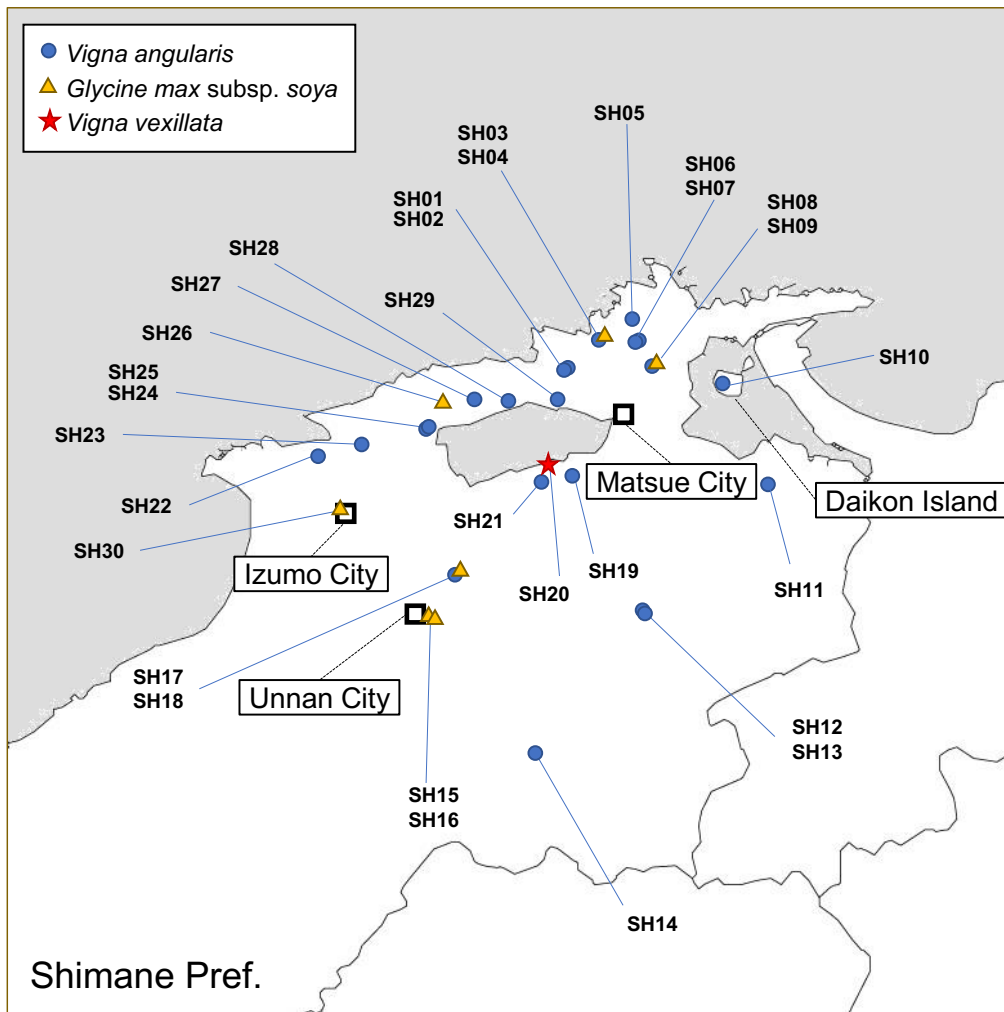 Vigna angularis
Glycine max subsp. soya
Vigna vexillata
SH05
SH03
SH04
SH06
SH07
SH01
SH02
SH08
SH09
SH28
SH27
SH29
SH26
SH10
SH25
SH24
SH23
Matsue City
Daikon Island
SH22
SH21
SH30
Izumo City
SH19
SH20
SH11
SH17
SH18
Unnan City
SH12
SH13
SH15
SH16
SH14
Shimane Pref.